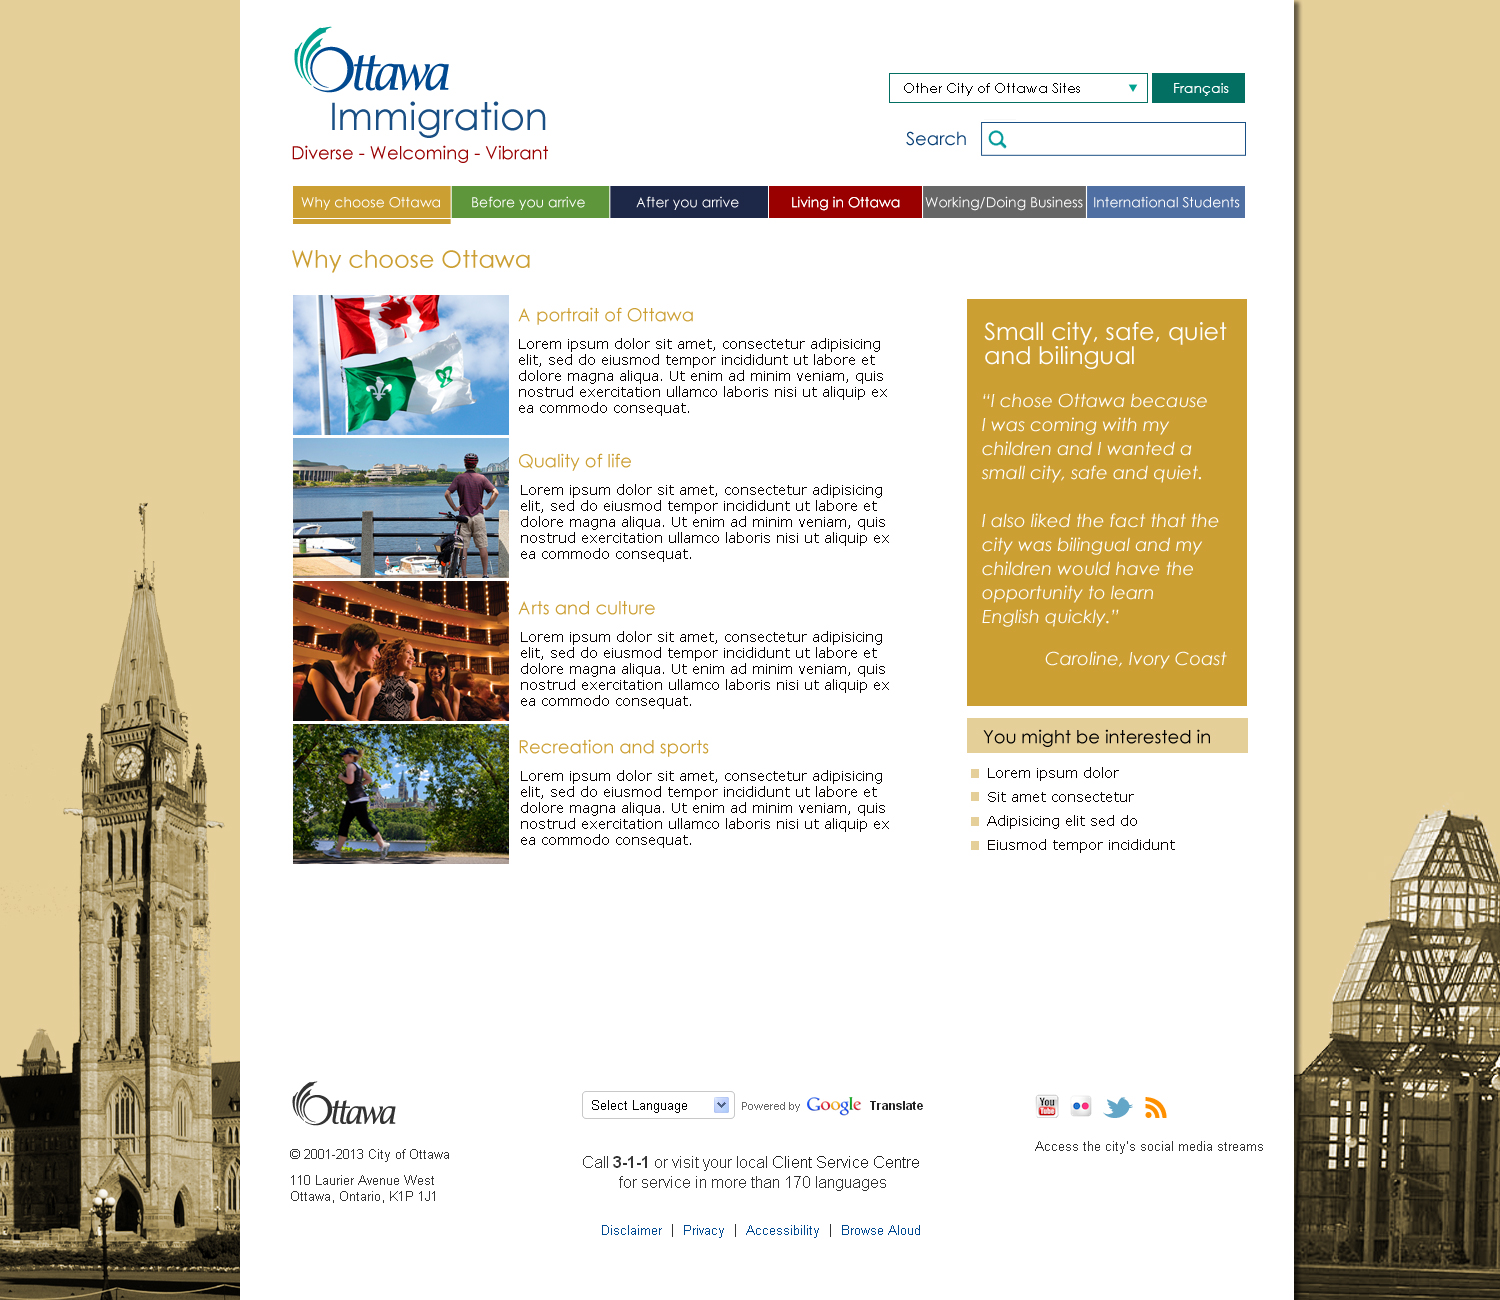 Ottawa
Immigration
Diverse - Welcoming - Vibrant
Other City of Ottawa Sites
Français
Search
Why choose Ottawa
Before you arrive
After you arrive
Living in Ottawa
Working/Doing Business
International Students
Why choose Ottawa
A portrait of Ottawa
Lorem ipsum dolor sit amet, consectetur adipisicing
elit, sed do eiusmod tempor incididunt ut labore et
dolore magna aliqua. Ut enim ad minim veniam, quis
nostrud exercitation ullamco laboris nisi ut aliquip ex
ea commodo consequat.
Quality of life
Lorem ipsum dolor sit amet, consectetur adipisicing
elit, sed do eiusmod tempor incididunt ut labore et
dolore magna aliqua. Ut enim ad minim veniam, quis
nostrud exercitation ullamco laboris nisi ut aliquip ex
ea commodo consequat.
Arts and culture
Lorem ipsum dolor sit amet, consectetur adipisicing
elit, sed do eiusmod tempor incididunt ut labore et
dolore magna aliqua. Ut enim ad minim veniam, quis
nostrud exercitation ullamco laboris nisi ut aliquip ex
ea commodo consequat.
Recreation and sports
Lorem ipsum dolor sit amet, consectetur adipisicing
elit, sed do eiusmod tempor incididunt ut labore et
dolore magna aliqua. Ut enim ad minim veniam, quis
nostrud exercitation ullamco laboris nisi ut aliquip ex
ea commodo consequat.
Small city, safe, quiet
and bilingual
“I chose Ottawa because
I was coming with my
children and I wanted a
small city, safe and quiet.
I also liked the fact that the
city was bilingual and my
children would have the
opportunity to learn
English quickly.”
Caroline, Ivory Coast
You might be interested in
Lorem ipsum dolor
Sit amet consectetur
Adipisicing elit sed do
Eiusmod tempor incididunt
Ottawa
© 2001-2013 City of Ottawa
110 Laurier Avenue West
Ottawa, Ontario, K1P 1J1
Select Language
Powered by Google Translate
Call 3-1-1 or visit your local Client Service Centre
for service in more than 170 languages
Disclaimer | Privacy | Accessibility | Browse Aloud
You
Tube
Access the city's social media streams